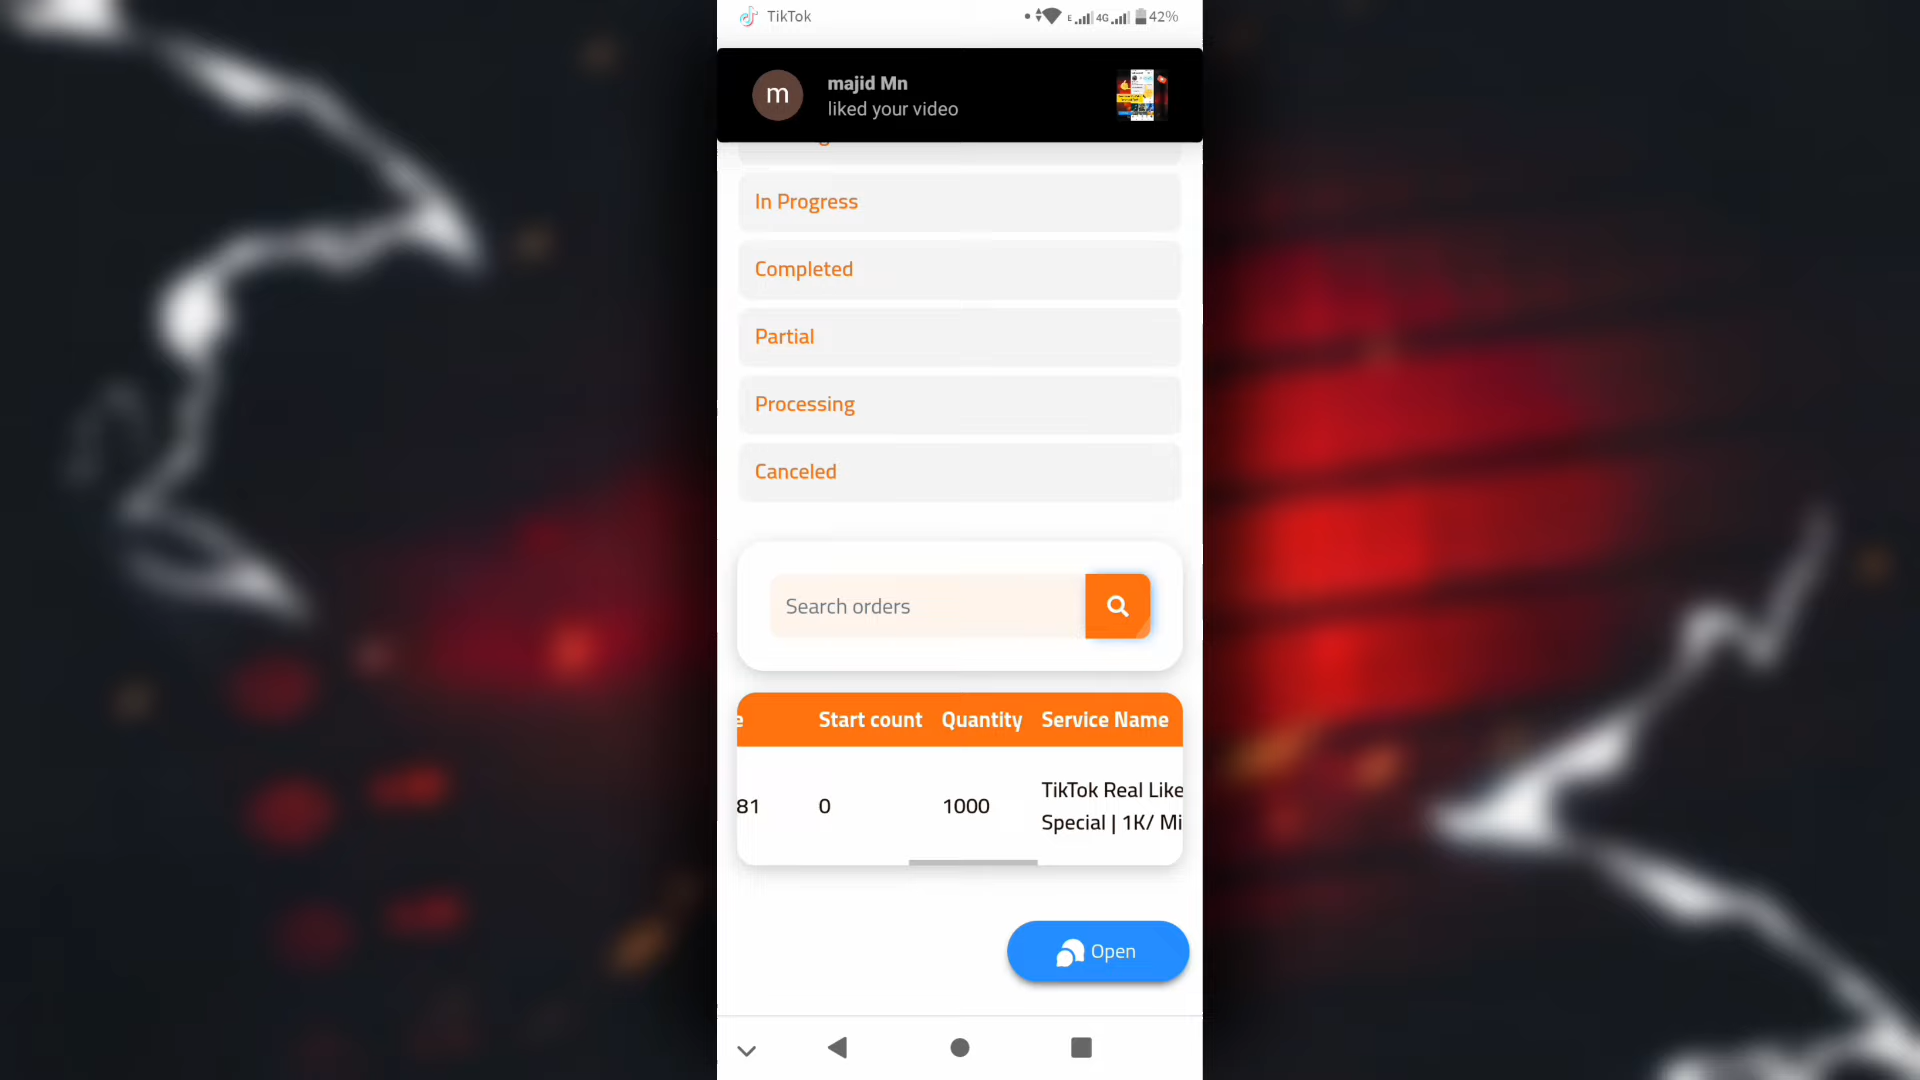 TikTok
E 4G 42%
m
majid Mn
liked your video
In Progress
Completed
Partial
Processing
Canceled
Search orders
e Start count Quantity Service Name
81 0 1000 TikTok Real Like
Special | 1K/ Mi
Open